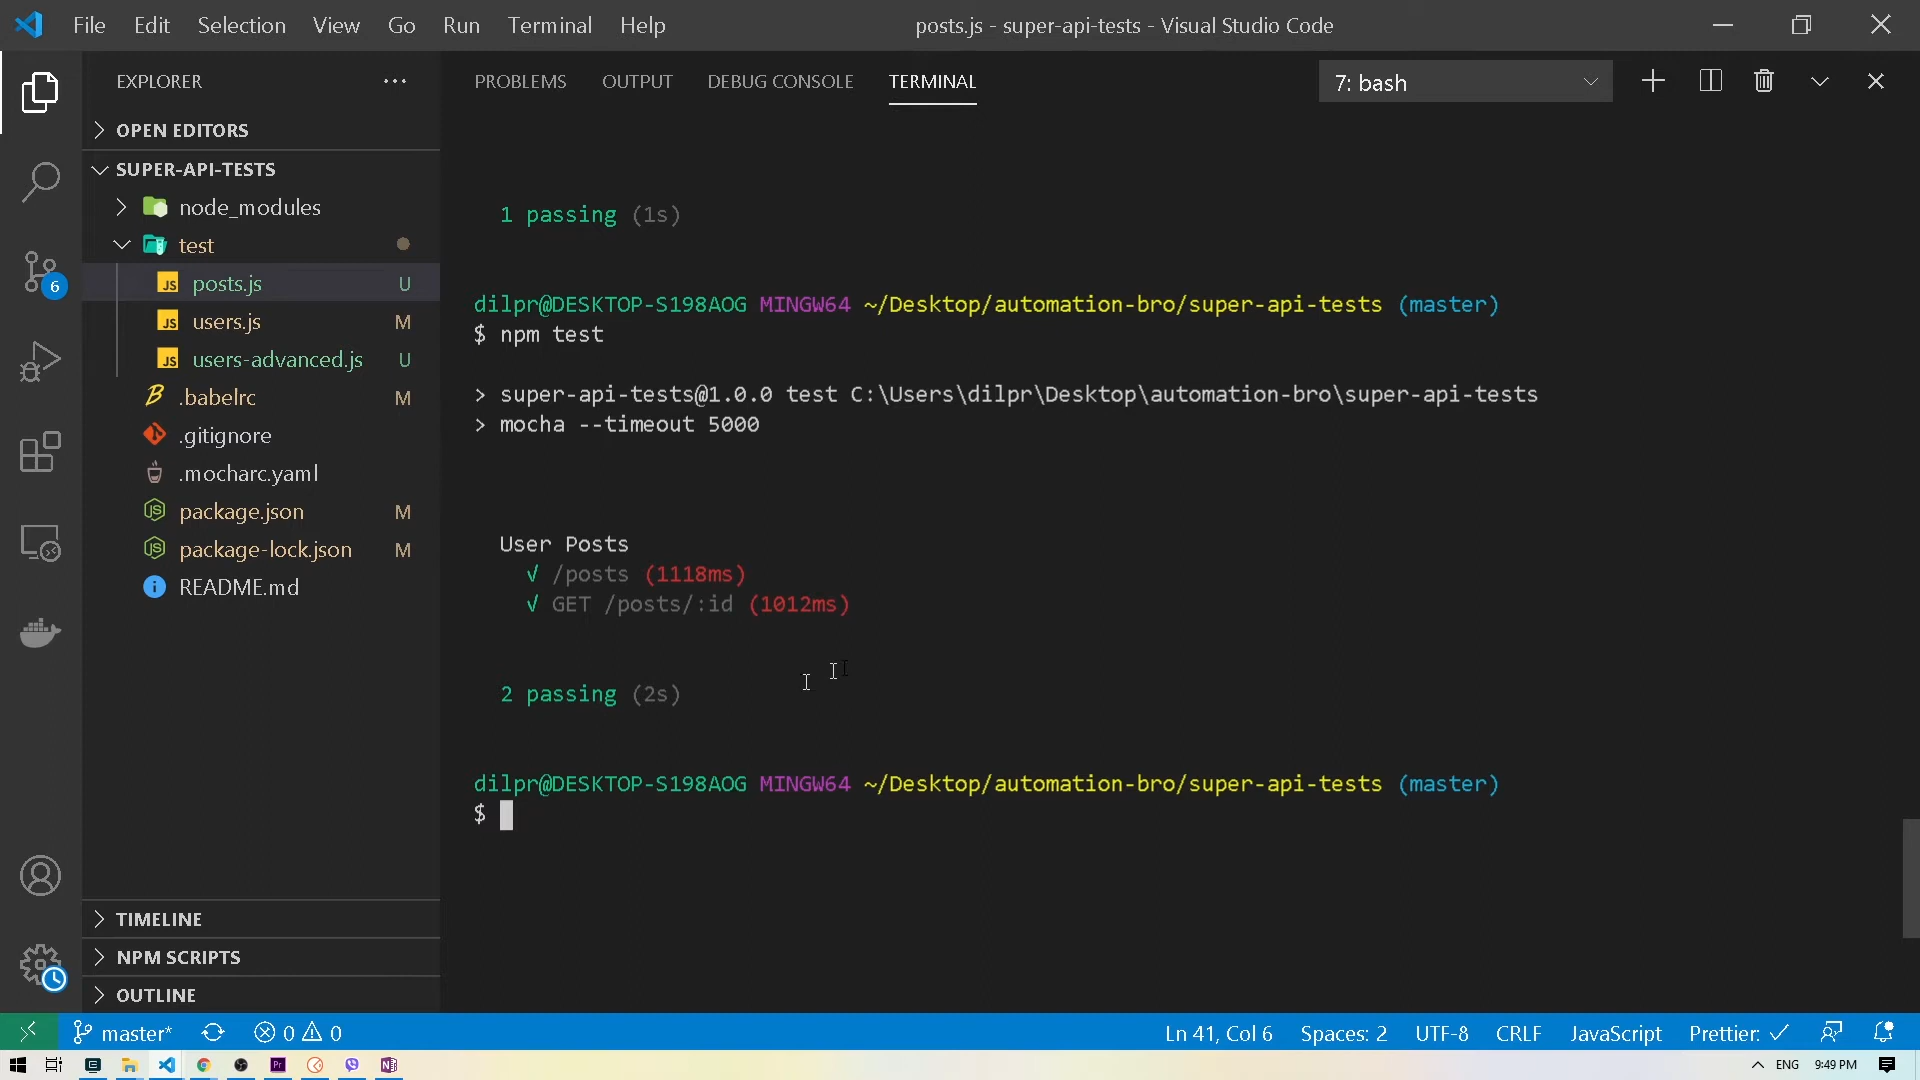 File Edit Selection View Go Run Terminal Help
posts.js - super-api-tests - Visual Studio Code
EXPLORER
PROBLEMS OUTPUT DEBUG CONSOLE TERMINAL
7: bash
OPEN EDITORS
SUPER-API-TESTS
node_modules
test
posts.js U
users.js M
users-advanced.js U
.babelrc M
.gitignore
.mocharc.yaml
package.json M
package-lock.json M
README.md
6
1 passing (1s)
dilpr@DESKTOP-S198AOG MINGW64 ~/Desktop/automation-bro/super-api-tests (master)
$ npm test
> super-api-tests@1.0.0 test C:\Users\dilpr\Desktop\automation-bro\super-api-tests
> mocha --timeout 5000
User Posts
√ /posts (1118ms)
√ GET /posts/:id (1012ms)
2 passing (2s)
dilpr@DESKTOP-S198AOG MINGW64 ~/Desktop/automation-bro/super-api-tests (master)
$
TIMELINE
NPM SCRIPTS
OUTLINE
master* 0 0
Ln 41, Col 6 Spaces: 2 UTF-8 CRLF JavaScript Prettier: ✓
ENG 9:49 PM